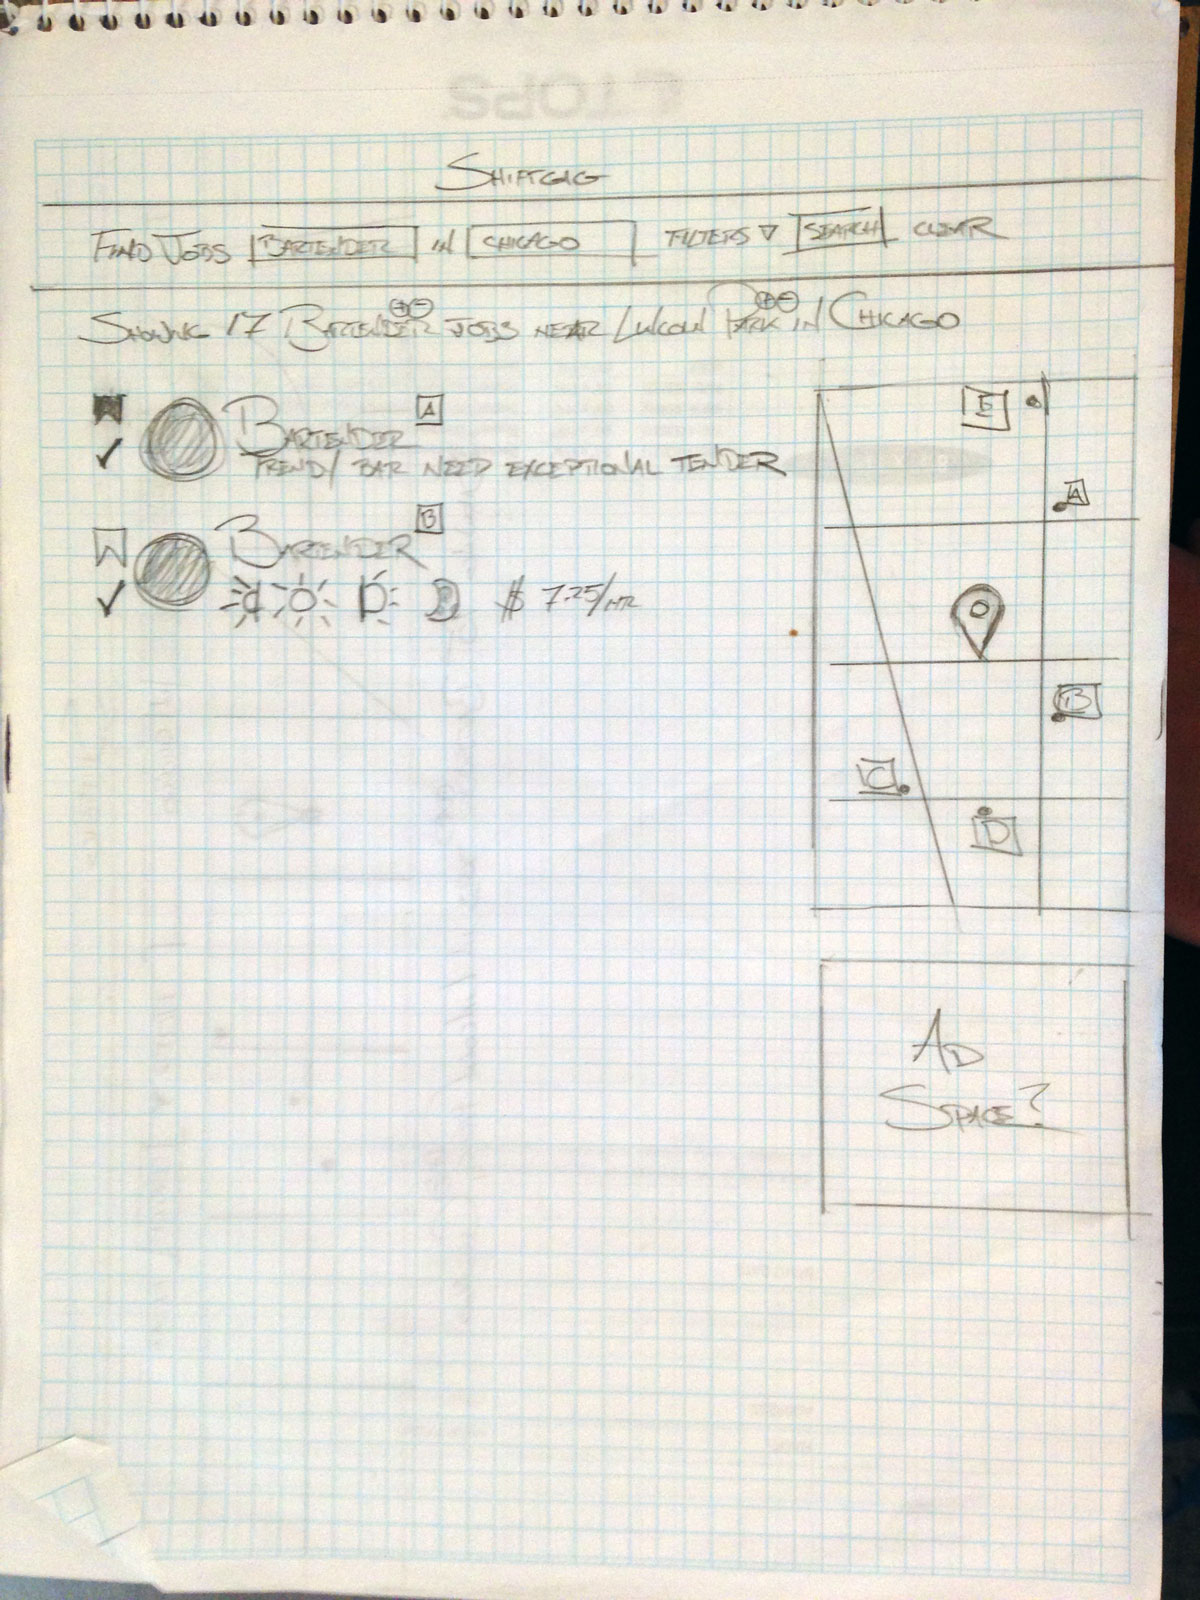 TOPS
SHIFTGIG
FIND JOBS BARTENDER IN CHICAGO FILTERS ▽ SEARCH CLEAR
SHOWING 17 BARTENDER ⊕⊖ JOBS NEAR LINCOLN PARK ⊕⊖ IN CHICAGO
BARTENDER A
TRENDY BAR NEED EXCEPTIONAL TENDER
BARTENDER B
$ 7.25/HR
E
A
B
C
D
AD
SPACE?